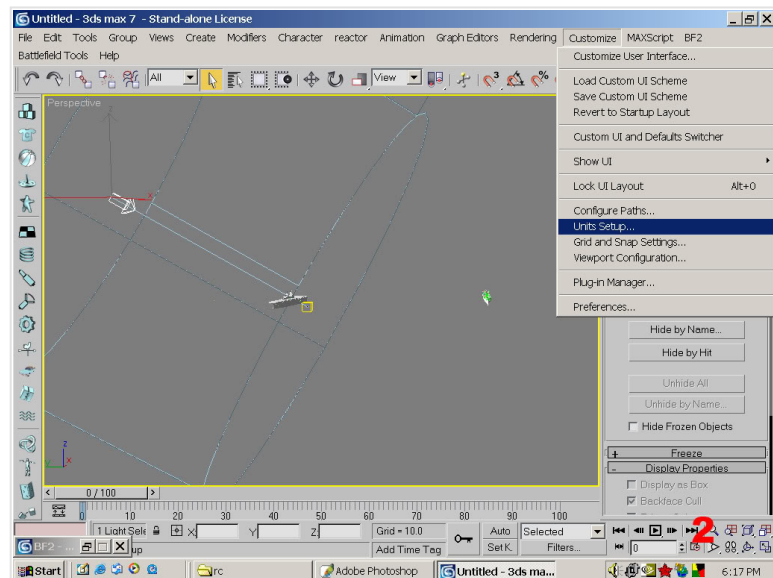 Untitled - 3ds max 7 - Stand-alone License
File Edit Tools Group Views Create Modifiers Character reactor Animation Graph Editors Rendering Customize MAXScript BF2
Battlefield Tools Help
All View
Customize User Interface...
Load Custom UI Scheme
Save Custom UI Scheme
Revert to Startup Layout
Custom UI and Defaults Switcher
Show UI
Lock UI Layout Alt+0
Configure Paths...
Units Setup...
Grid and Snap Settings...
Viewport Configuration...
Plug-in Manager...
Preferences...
Perspective
x
z
x
Hide by Name...
Hide by Hit
Unhide All
Unhide by Name...
Hide Frozen Objects
+ Freeze
- Display Properties
Display as Box
Backface Cull
< 0 / 100 >
0 10 20 30 40 50 60 70 80 90 100
1 Light Sele X Y Z Grid = 10.0 Auto Selected
BF2 - ... up Add Time Tag Set K. Filters... 0
2
Start rc Adobe Photoshop Untitled - 3ds ma... 6:17 PM